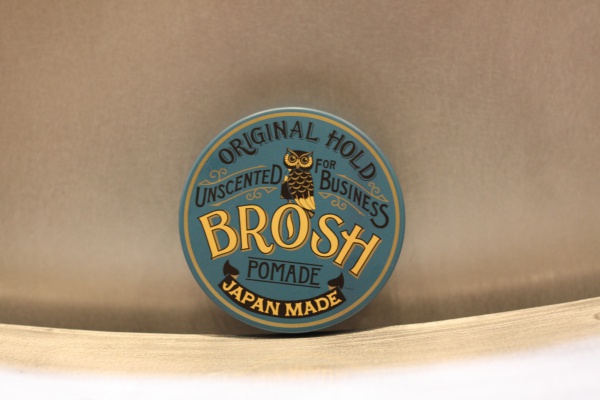 ORIGINAL HOLD
UNSCENTED FOR BUSINESS
BROSH
POMADE
JAPAN MADE